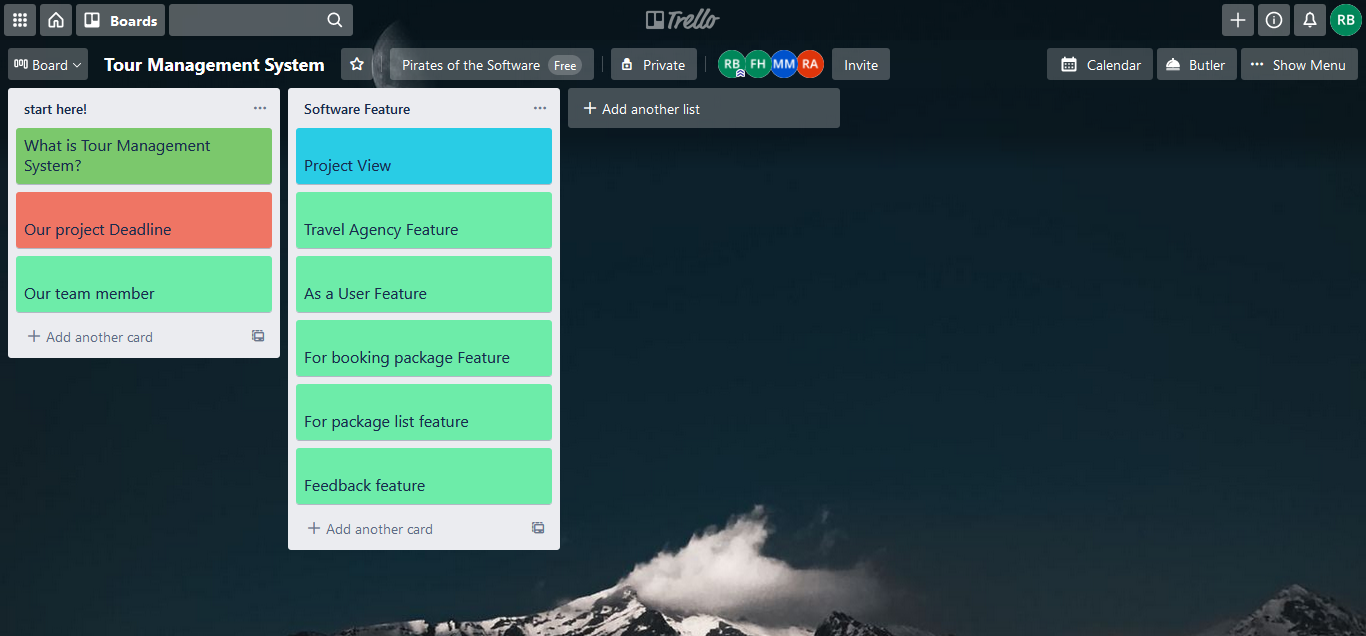 Boards
Trello
RB
Board
Tour Management System
Pirates of the Software Free
Private
RB FH MM RA
Invite
Calendar
Butler
Show Menu
start here!
What is Tour Management
System?
Our project Deadline
Our team member
Add another card
Software Feature
Project View
Travel Agency Feature
As a User Feature
For booking package Feature
For package list feature
Feedback feature
Add another card
Add another list